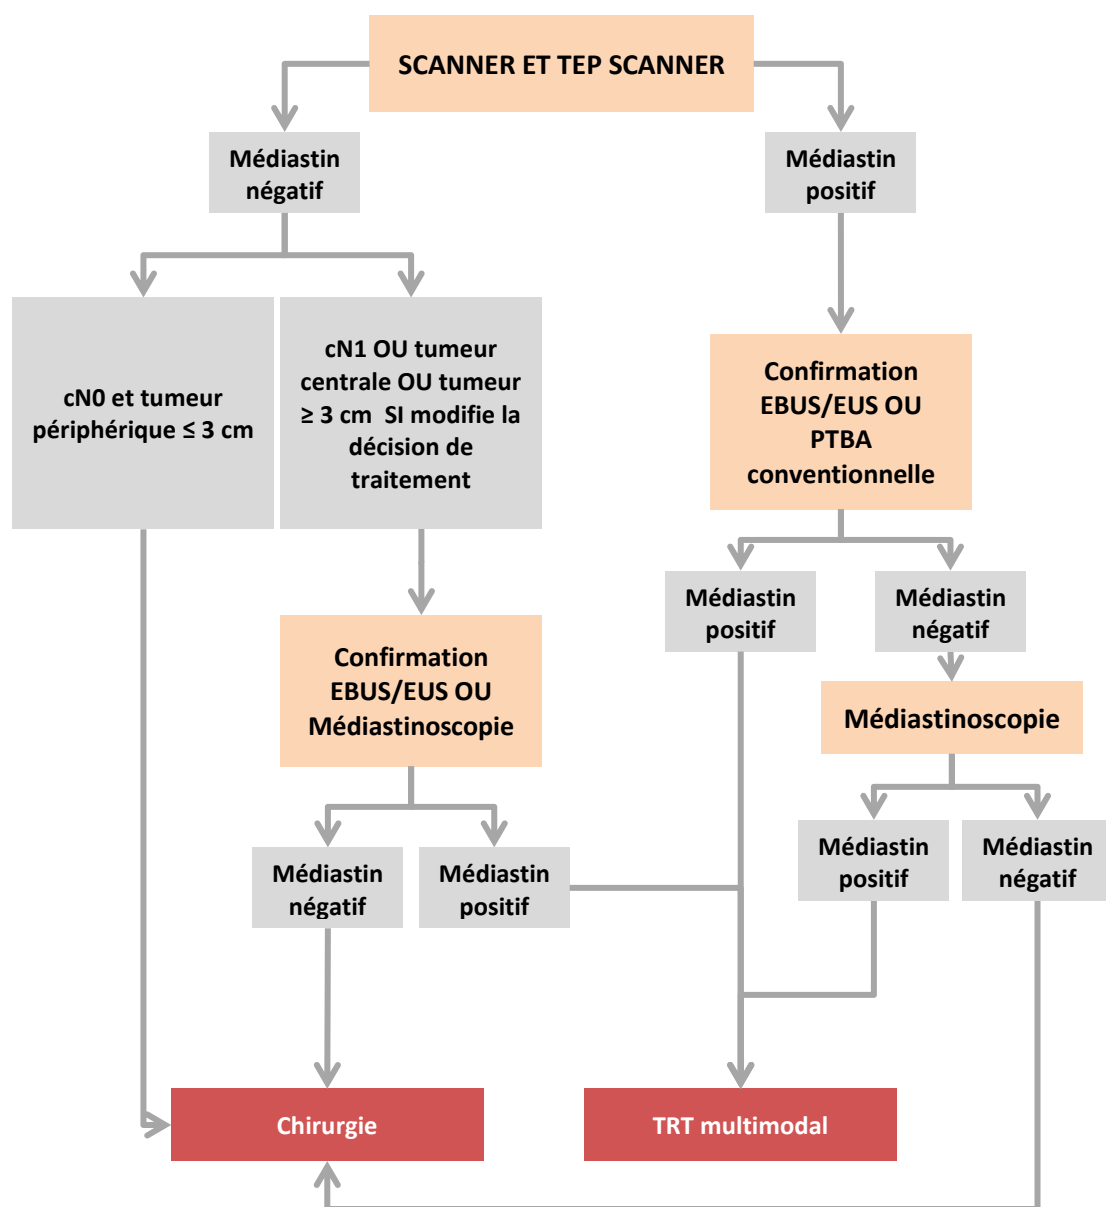 SCANNER ET TEP SCANNER
Médiastin
négatif
Médiastin
positif
cN0 et tumeur
périphérique ≤ 3 cm
cN1 OU tumeur
centrale OU tumeur
≥ 3 cm SI modifie la
décision de
traitement
Confirmation
EBUS/EUS OU
PTBA
conventionnelle
Médiastin
positif
Médiastin
négatif
Confirmation
EBUS/EUS OU
Médiastinoscopie
Médiastinoscopie
Médiastin
négatif
Médiastin
positif
Médiastin
positif
Médiastin
négatif
Chirurgie
TRT multimodal